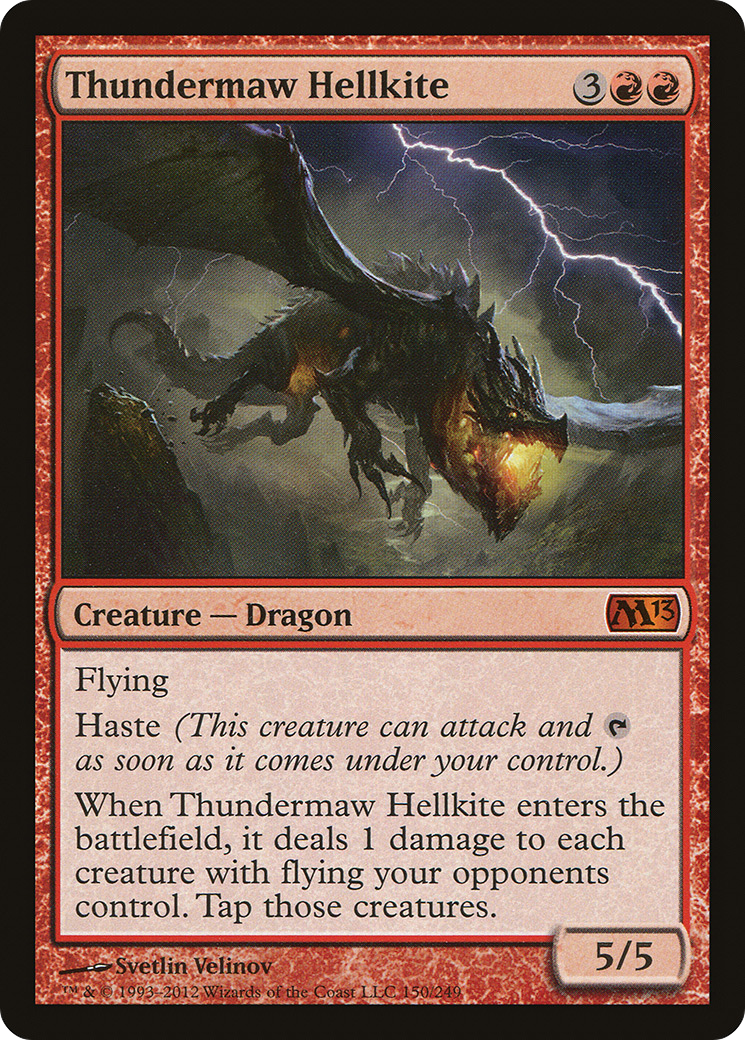 Thundermaw Hellkite 3
Creature — Dragon M13
Flying
Haste (This creature can attack and
as soon as it comes under your control.)
When Thundermaw Hellkite enters the
battlefield, it deals 1 damage to each
creature with flying your opponents
control. Tap those creatures.
5/5
Svetlin Velinov
™ & © 1993–2012 Wizards of the Coast LLC 150/249